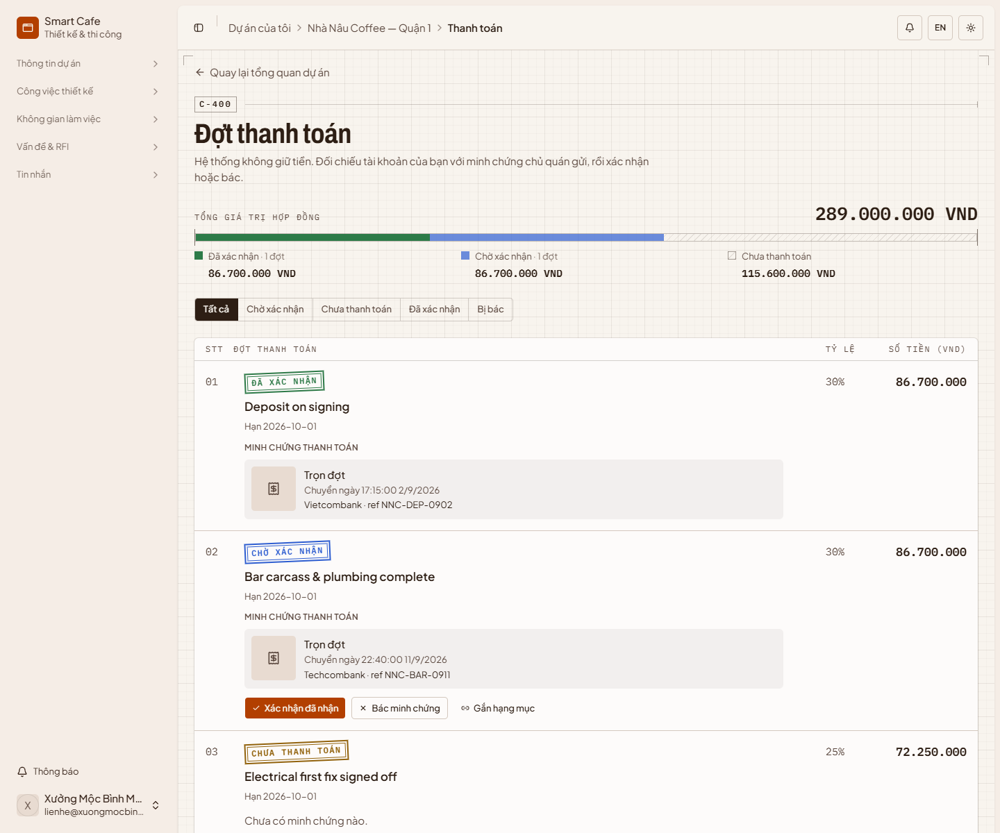 Smart Cafe
Thiết kế & thi công
Thông tin dự án
Công việc thiết kế
Không gian làm việc
Vấn đề & RFI
Tin nhắn
Thông báo
X
Xưởng Mộc Bình M...
lienhe@xuongmocbin...
Dự án của tôi
Nhà Nâu Coffee — Quận 1
Thanh toán
EN
Quay lại tổng quan dự án
C-400
Đợt thanh toán
Hệ thống không giữ tiền. Đối chiếu tài khoản của bạn với minh chứng chủ quán gửi, rồi xác nhận
hoặc bác.
TỔNG GIÁ TRỊ HỢP ĐỒNG
289.000.000 VND
Đã xác nhận · 1 đợt
86.700.000 VND
Chờ xác nhận · 1 đợt
86.700.000 VND
Chưa thanh toán
115.600.000 VND
Tất cả
Chờ xác nhận
Chưa thanh toán
Đã xác nhận
Bị bác
STT ĐỢT THANH TOÁN TỶ LỆ SỐ TIỀN (VND)
01 ĐÃ XÁC NHẬN 30% 86.700.000
Deposit on signing
Hạn 2026-10-01
MINH CHỨNG THANH TOÁN
Trọn đợt
Chuyển ngày 17:15:00 2/9/2026
Vietcombank · ref NNC-DEP-0902
02 CHỜ XÁC NHẬN 30% 86.700.000
Bar carcass & plumbing complete
Hạn 2026-10-01
MINH CHỨNG THANH TOÁN
Trọn đợt
Chuyển ngày 22:40:00 11/9/2026
Techcombank · ref NNC-BAR-0911
Xác nhận đã nhận
Bác minh chứng
Gắn hạng mục
03 CHƯA THANH TOÁN 25% 72.250.000
Electrical first fix signed off
Hạn 2026-10-01
Chưa có minh chứng nào.